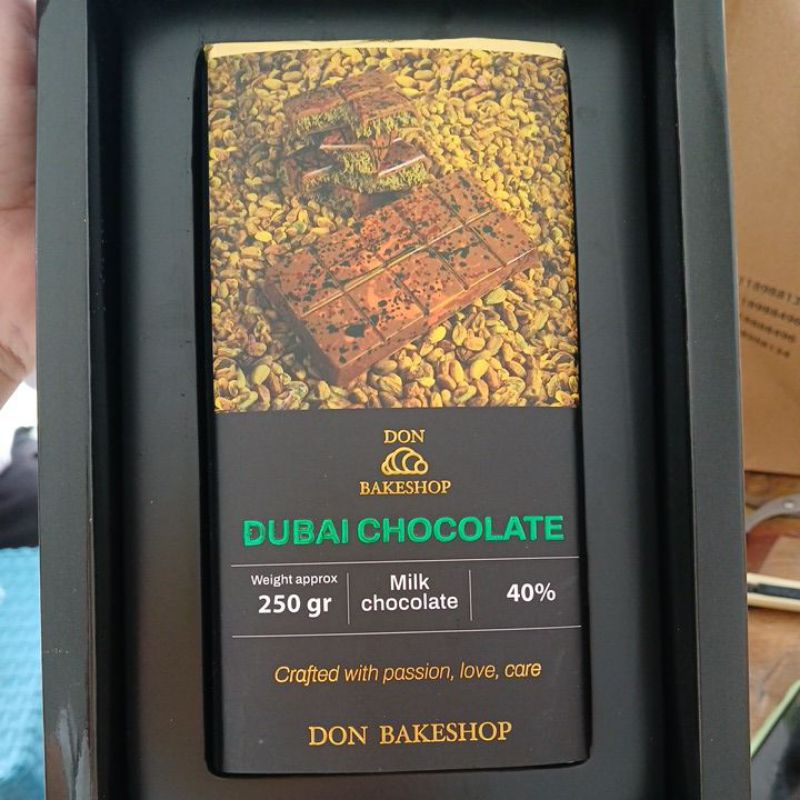 DON
BAKESHOP
DUBAI CHOCOLATE
Weight approx
250 gr
Milk
chocolate
40%
Crafted with passion, love, care
DON BAKESHOP